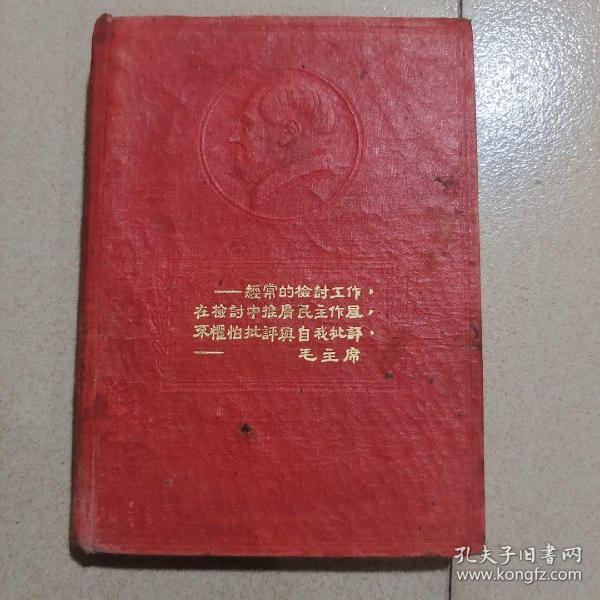 ——經常的檢討工作，
在檢討中推廣民主作風，
不懼怕批評與自我批評，
—— 毛主席
孔夫子旧書网
www.kongfz.com